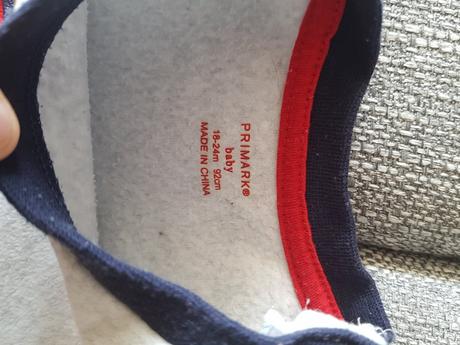 PRIMARK®
baby
18-24m 92cm
MADE IN CHINA